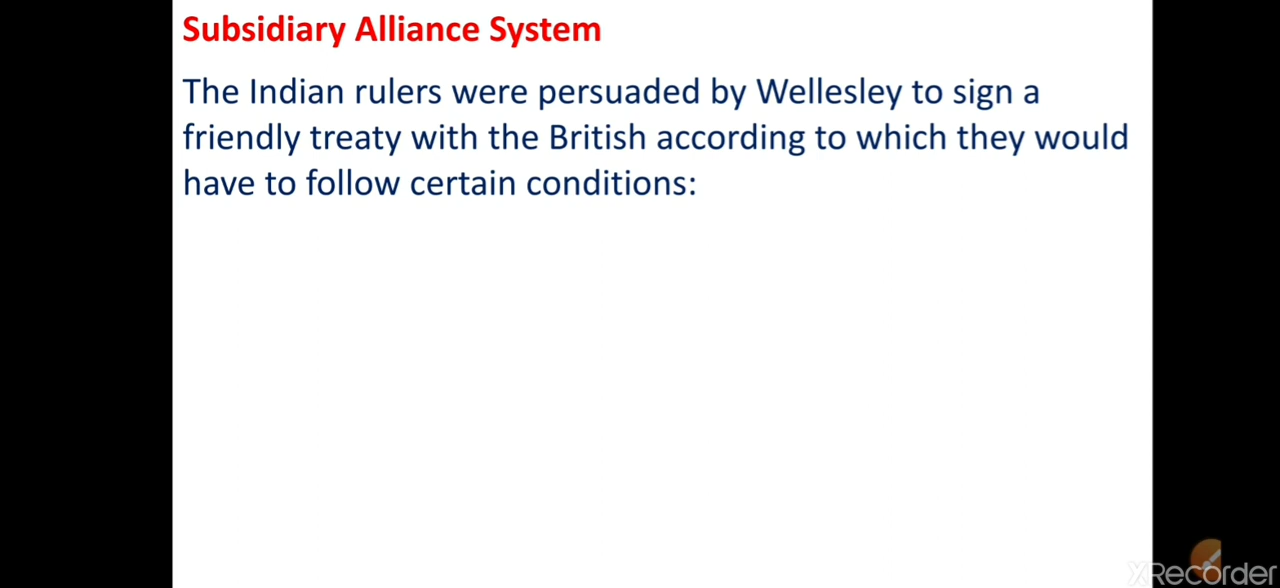 Subsidiary Alliance System
The Indian rulers were persuaded by Wellesley to sign a
friendly treaty with the British according to which they would
have to follow certain conditions:
XRecorder